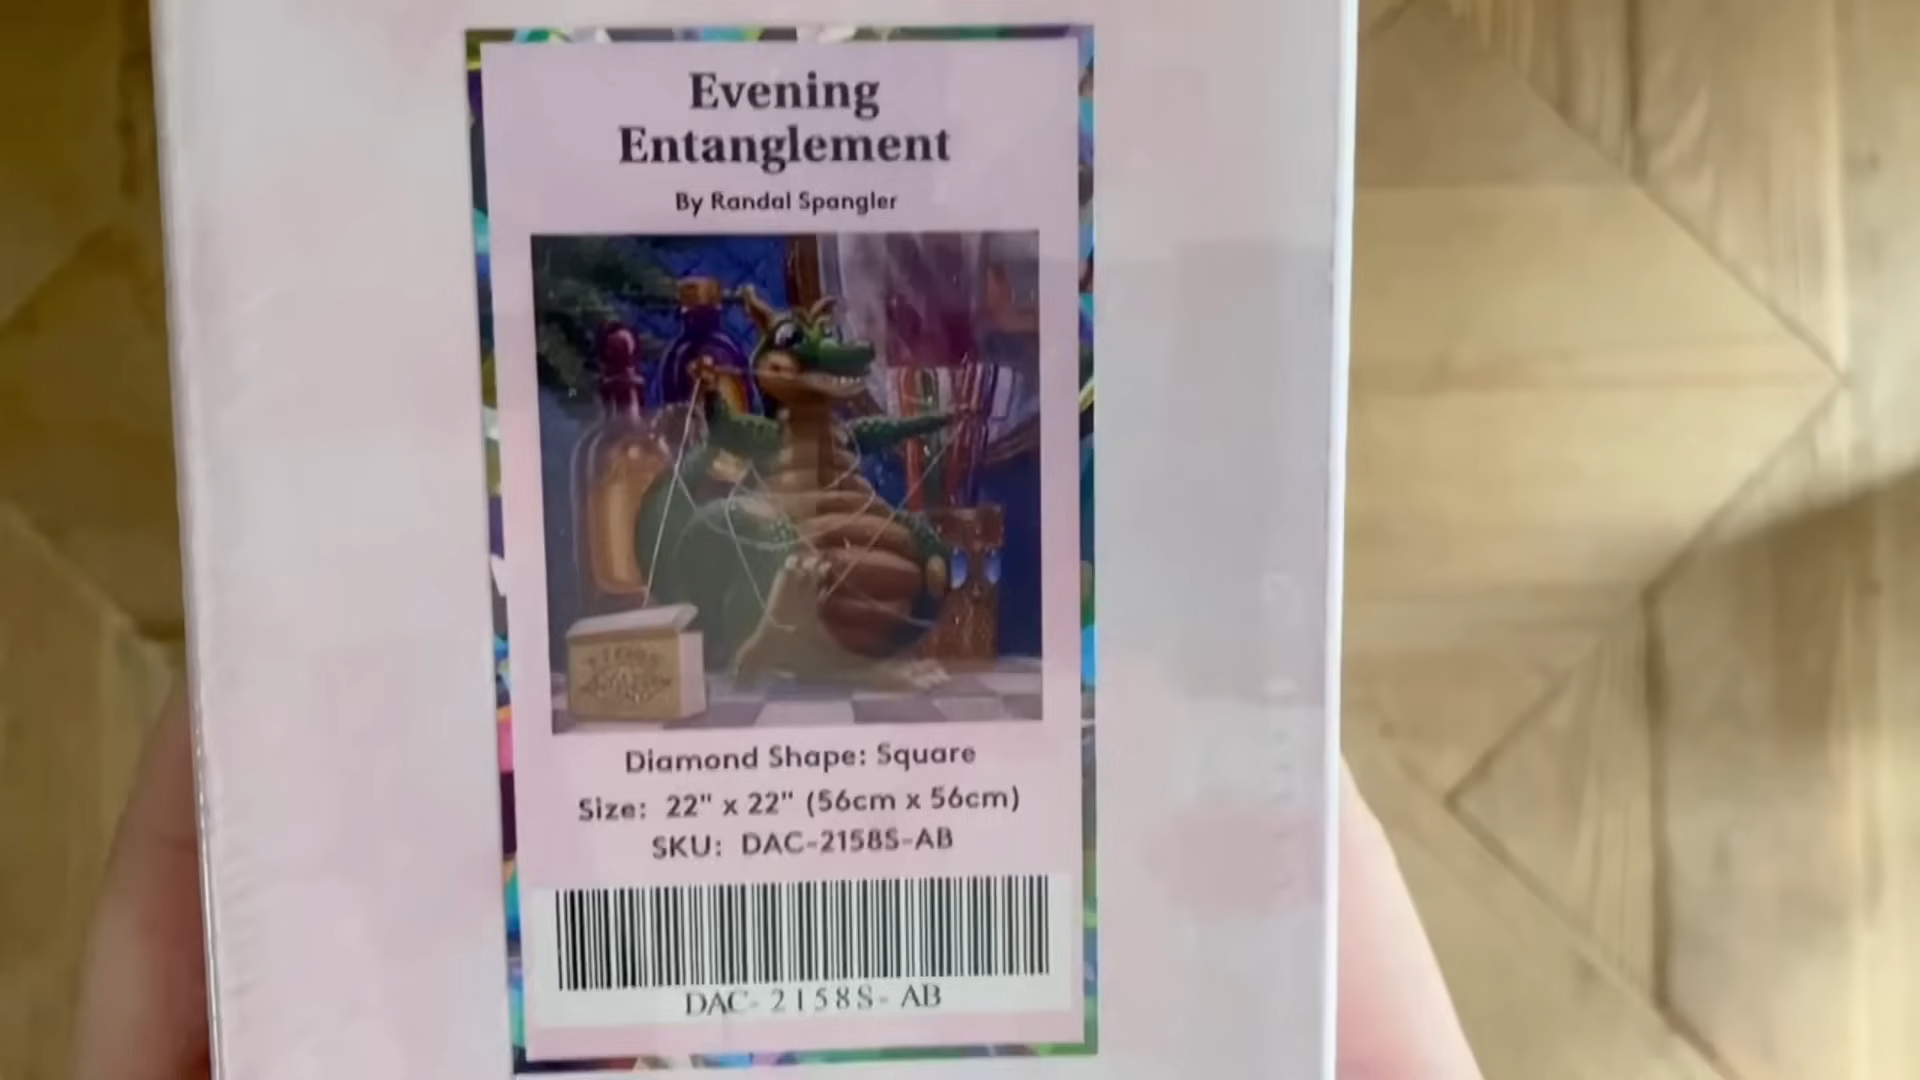 Evening
Entanglement
By Randal Spangler
Diamond Shape: Square
Size: 22" x 22" (56cm x 56cm)
SKU: DAC-2158S-AB
DAC-2158S-AB